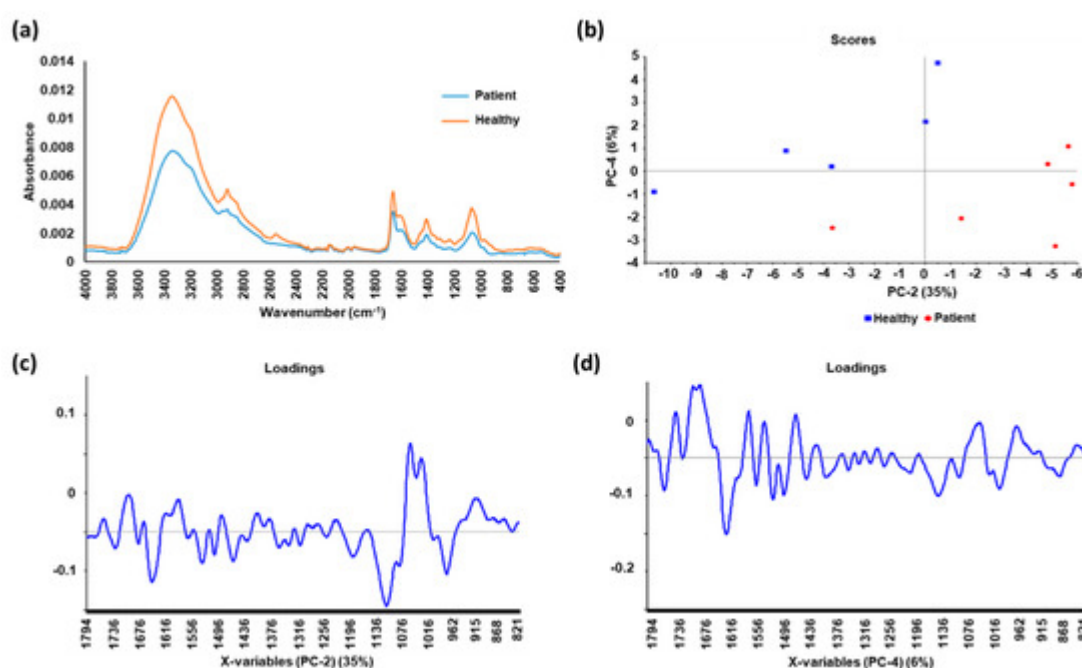 (a)
0.014
0.012
0.01
0.008
0.006
0.004
0.002
0
Absorbance
Patient
Healthy
4000 3800 3600 3400 3200 3000 2800 2600 2400 2200 2000 1800 1600 1400 1200 1000 800 600 400
Wavenumber (cm⁻¹)
(b)
Scores
5
4
3
2
1
0
-1
-2
-3
-4
PC-4 (6%)
-10 -9 -8 -7 -6 -5 -4 -3 -2 -1 0 -1 -2 -3 -4 -5 -6
PC-2 (35%)
Healthy Patient
(c)
Loadings
0.1
0
-0.1
1794 1736 1676 1616 1556 1496 1436 1376 1316 1256 1196 1136 1076 1016 962 915 868 821
X-variables (PC-2) (35%)
(d)
Loadings
0
-0.1
-0.2
1794 1736 1676 1616 1556 1496 1436 1376 1316 1256 1196 1136 1076 1016 962 915 868
X-variables (PC-4) (6%)